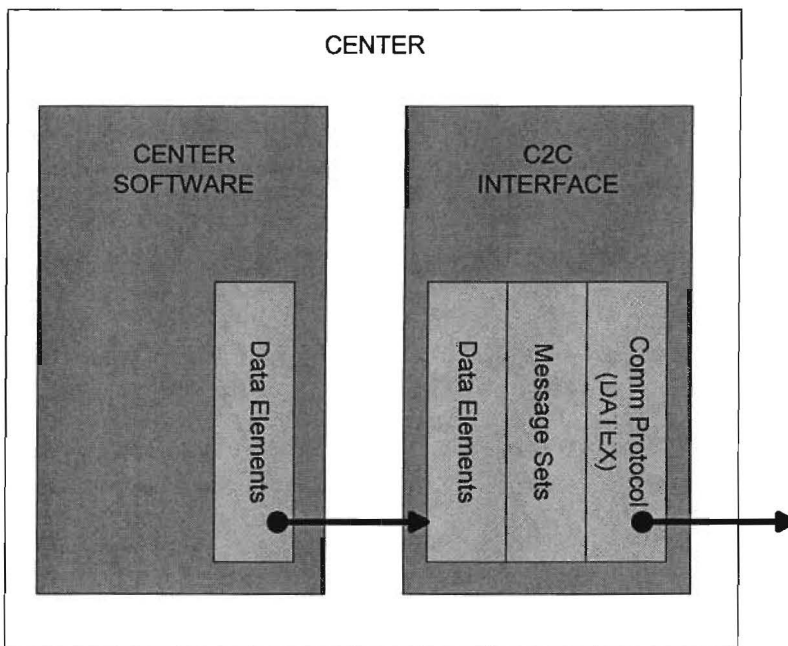 CENTER
CENTER
SOFTWARE
C2C
INTERFACE
Data Elements
Data Elements
Message Sets
Comm Protocol
(DATEX)